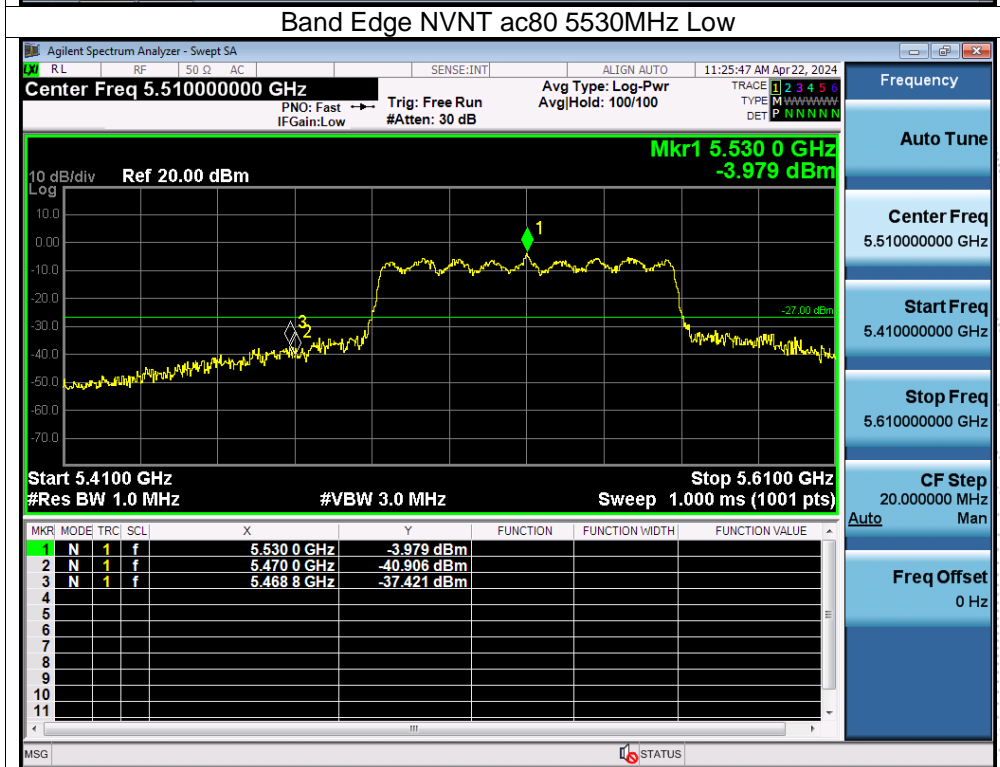 Band Edge NVNT ac80 5530MHz Low
Agilent Spectrum Analyzer - Swept SA
LXI RL RF 50 Ω AC SENSE:INT ALIGN AUTO 11:25:47 AM Apr 22, 2024
Center Freq 5.510000000 GHz
PNO: Fast
IFGain:Low
Trig: Free Run
#Atten: 30 dB
Avg Type: Log-Pwr
Avg|Hold: 100/100
TRACE 1 2 3 4 5 6
TYPE M W W W W W
DET P N N N N N
Frequency
Auto Tune
Mkr1 5.530 0 GHz
-3.979 dBm
10 dB/div Ref 20.00 dBm
Log
10.0
0.00
-10.0
-20.0
-30.0
-40.0
-50.0
-60.0
-70.0
1
3
2
-27.00 dBm
Start 5.4100 GHz Stop 5.6100 GHz
#Res BW 1.0 MHz #VBW 3.0 MHz Sweep 1.000 ms (1001 pts)
Center Freq
5.510000000 GHz
Start Freq
5.410000000 GHz
Stop Freq
5.610000000 GHz
CF Step
20.000000 MHz
Auto Man
Freq Offset
0 Hz
MKR MODE TRC SCL X Y FUNCTION FUNCTION WIDTH FUNCTION VALUE
1 N 1 f 5.530 0 GHz -3.979 dBm
2 N 1 f 5.470 0 GHz -40.906 dBm
3 N 1 f 5.468 8 GHz -37.421 dBm
4
5
6
7
8
9
10
11
MSG STATUS